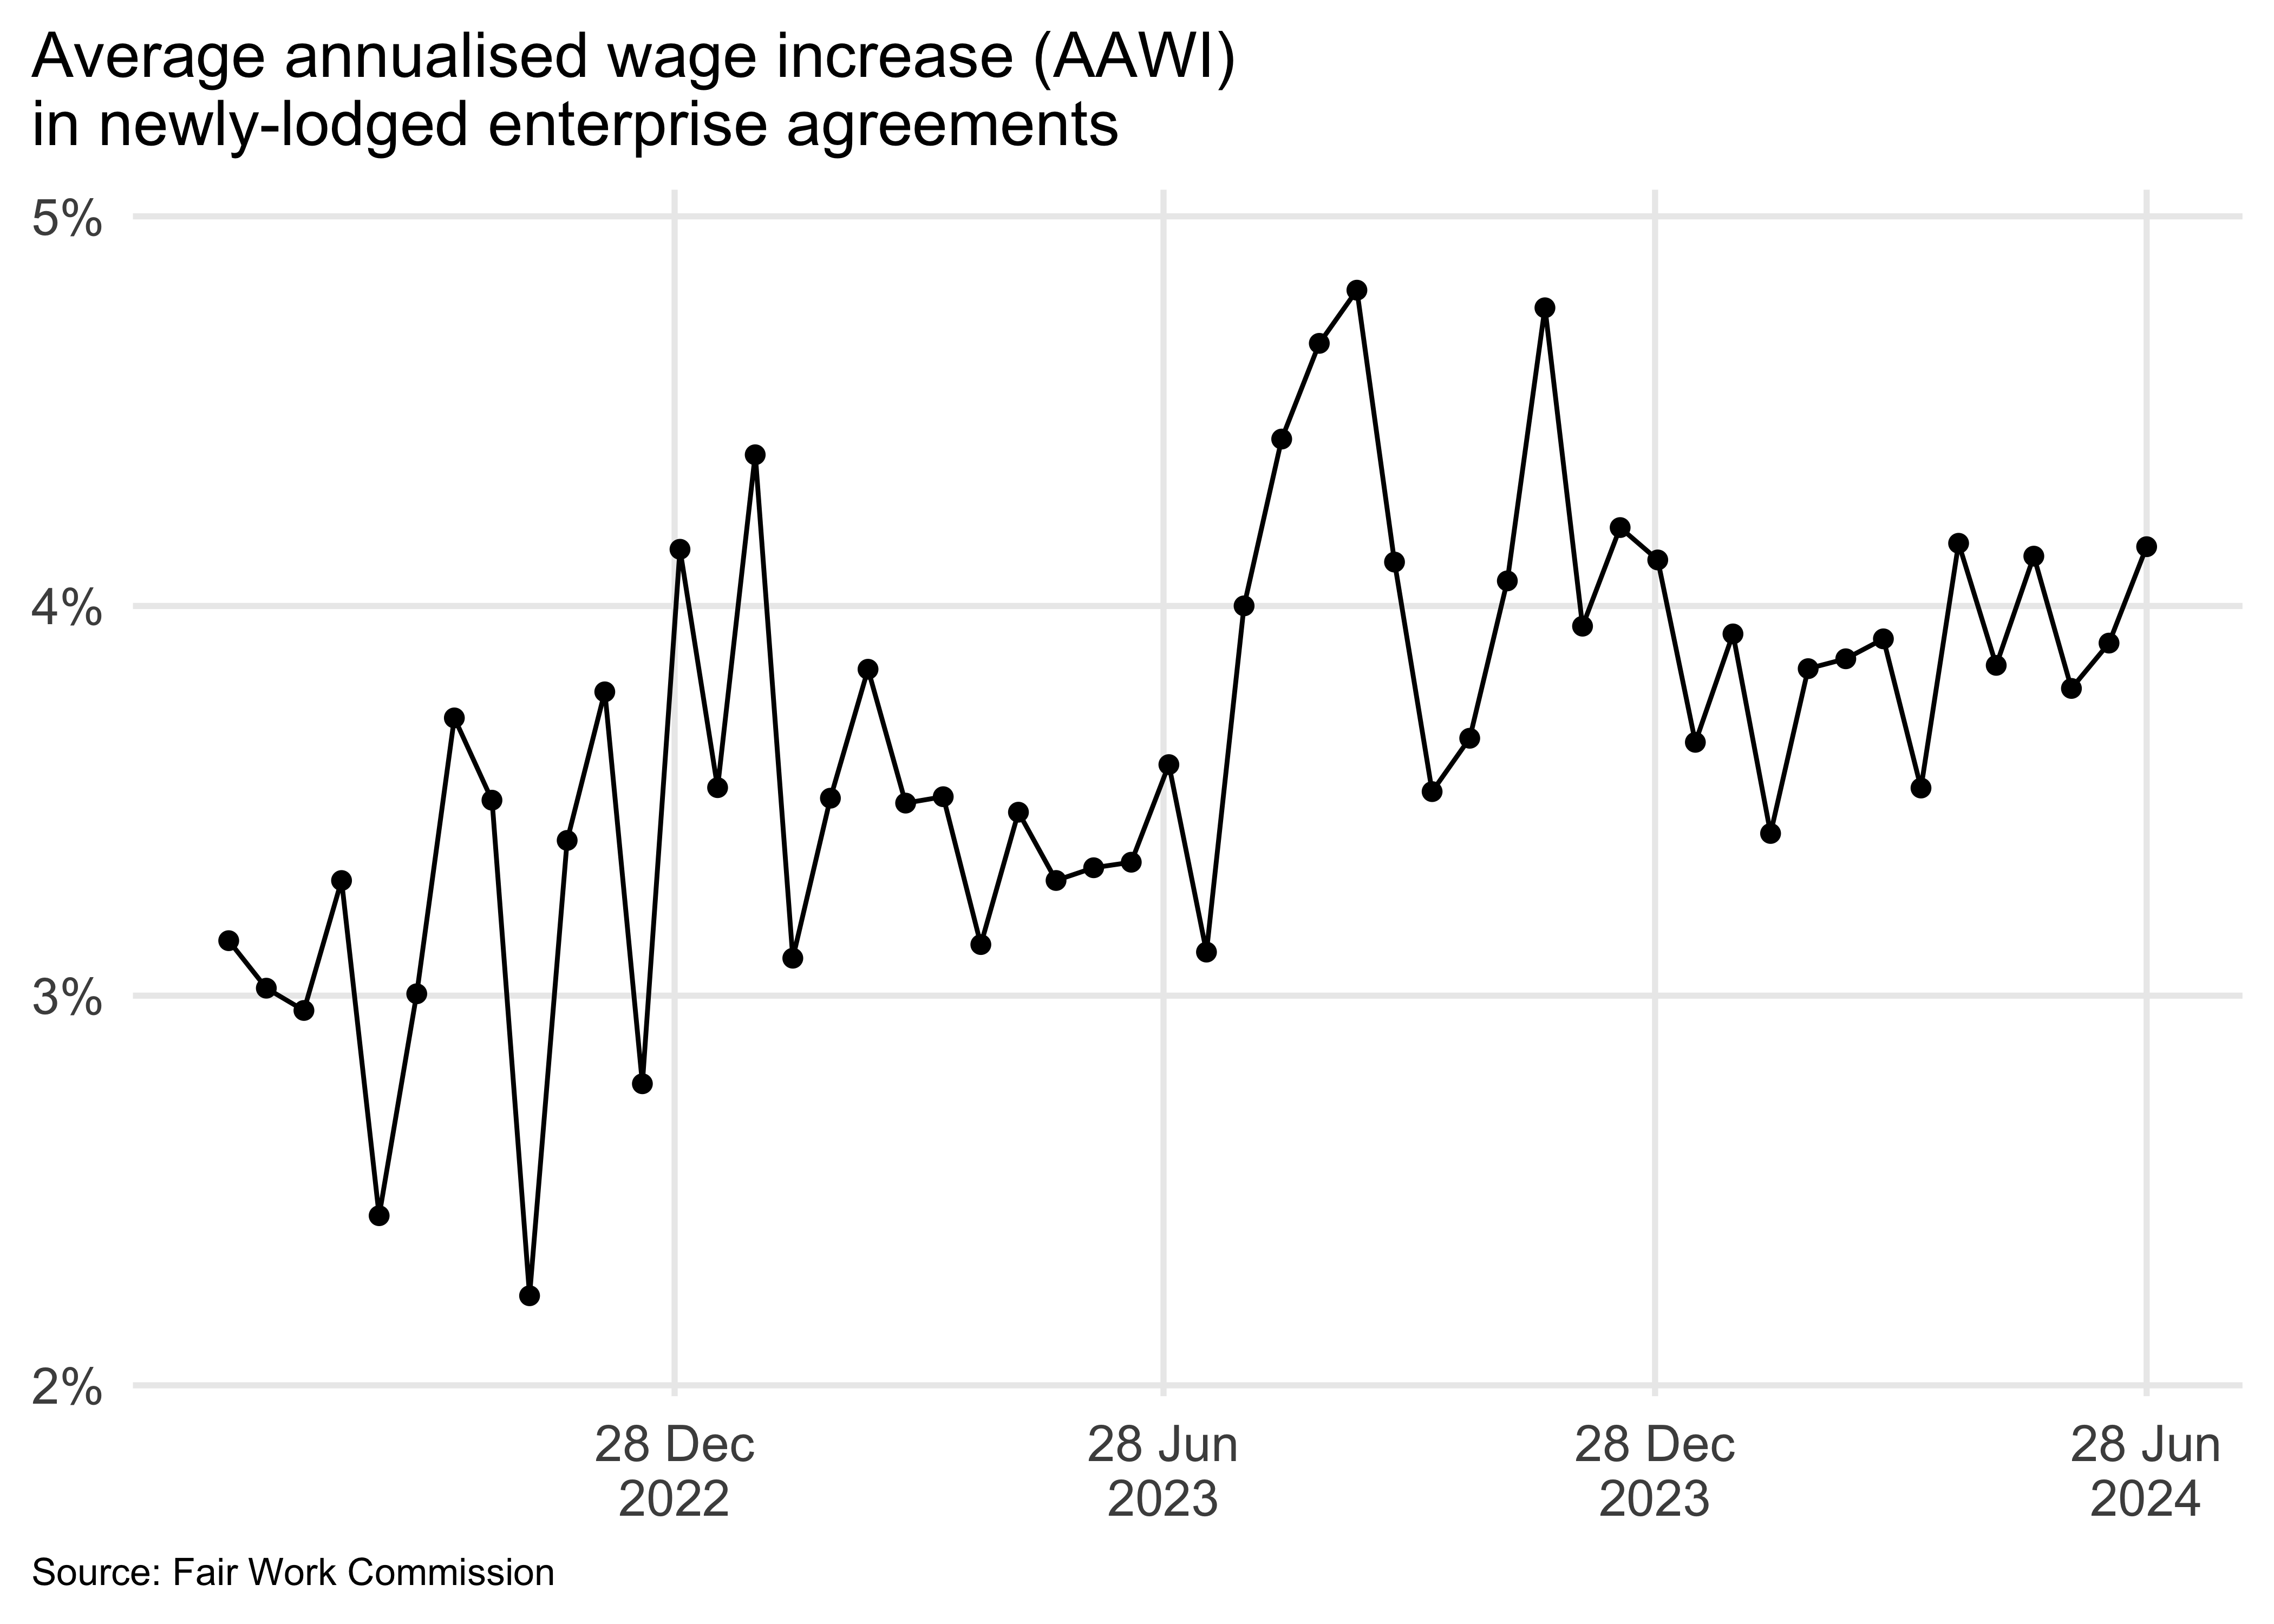 Average annualised wage increase (AAWI)
in newly-lodged enterprise agreements
5%
4%
3%
2%
28 Dec
2022
28 Jun
2023
28 Dec
2023
28 Jun
2024
Source: Fair Work Commission